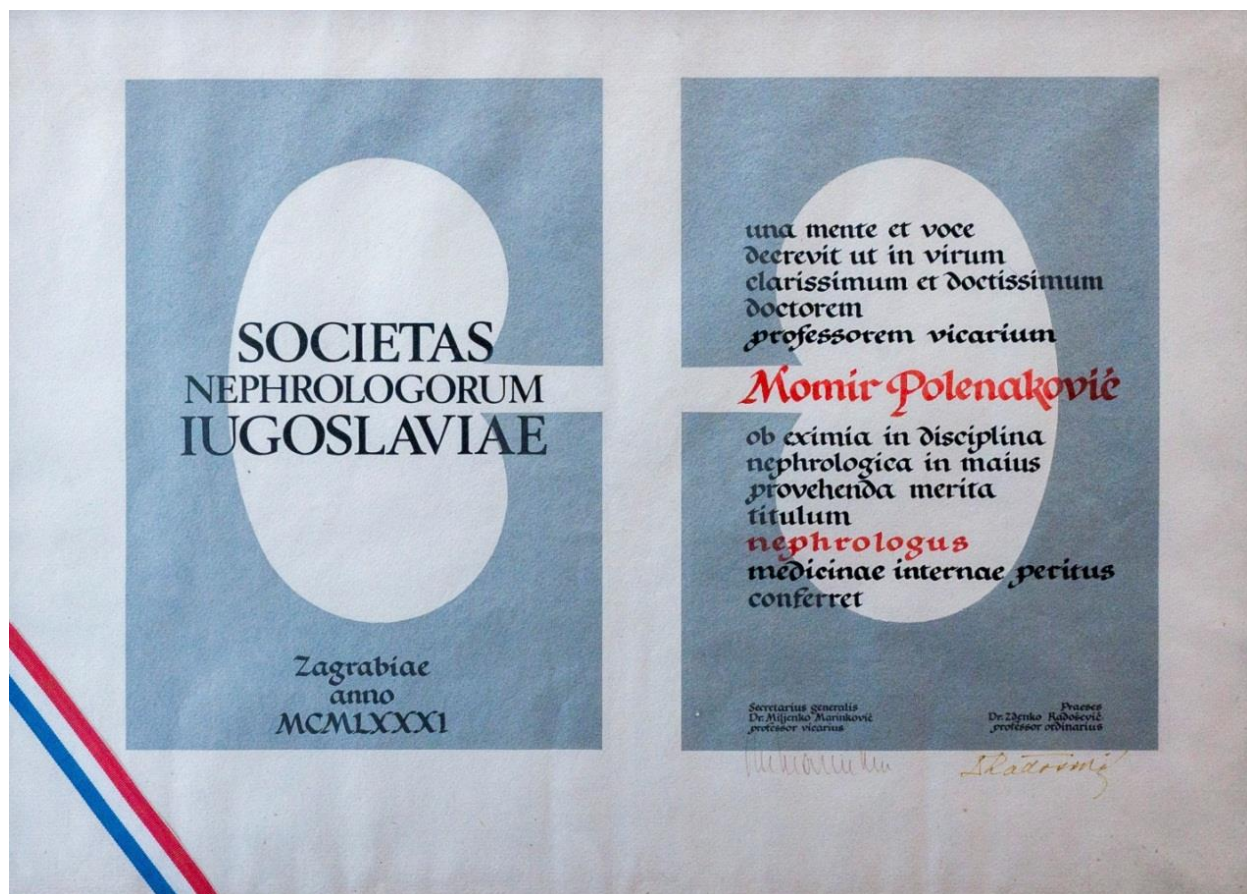 SOCIETAS
NEPHROLOGORUM
IUGOSLAVIAE
Zagrabiae
anno
MCMLXXXI
una mente et voce
decrevit ut in virum
clarissimum et doctissimum
doctorem
professorem vicarium
Momir Polenaković
ob eximia in disciplina
nephrologica in maius
provehenda merita
titulum
nephrologus
medicinae internae peritus
conferret
Secretarius generalis
Dr. Miljenko Marinković
professor vicarius
Praeses
Dr. Zdenko Radošević
professor ordinarius